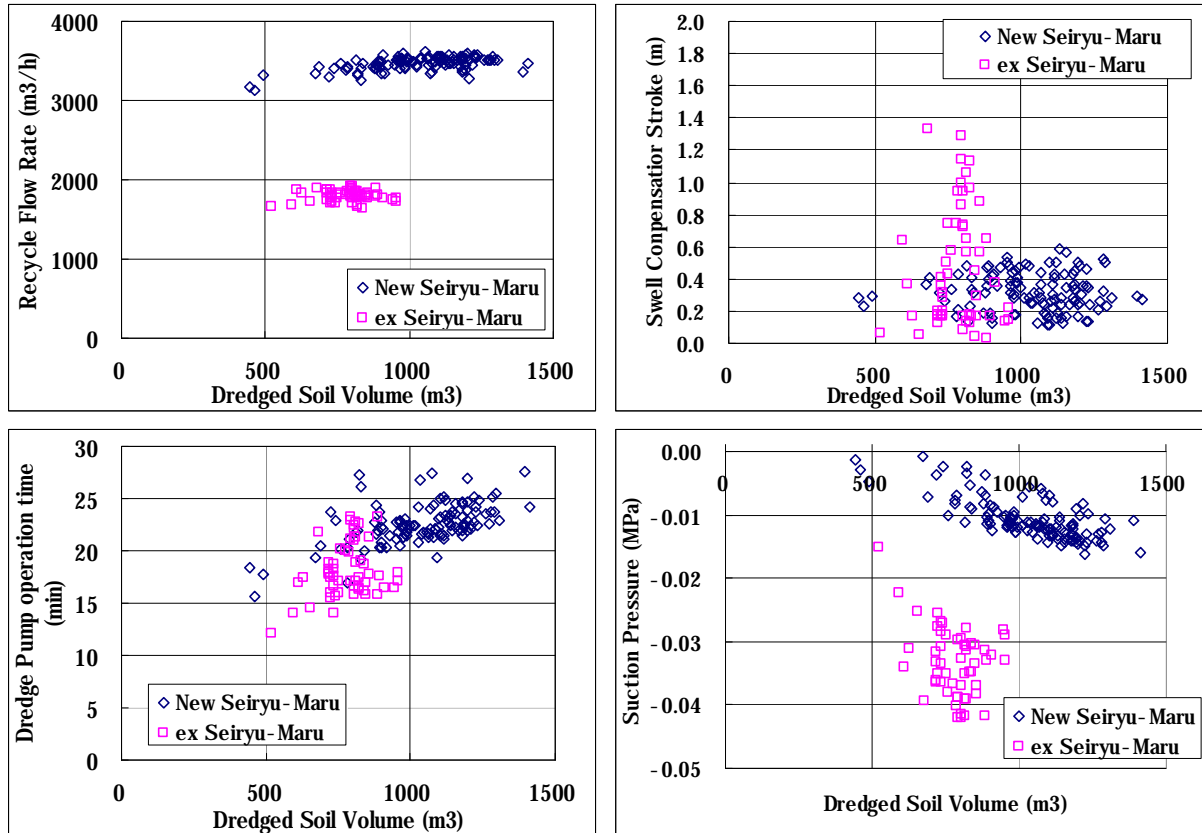 4000
3000
2000
1000
0
Recycle Flow Rate (m3/h)
New Seiryu-Maru
ex Seiryu-Maru
0 500 1000 1500
Dredged Soil Volume (m3)
2.0
1.8
1.6
1.4
1.2
1.0
0.8
0.6
0.4
0.2
0.0
Swell Conpensatior Stroke (m)
New Seiryu-Maru
ex Seiryu-Maru
0 500 1000 1500
Dredged Soil Volume (m3)
30
25
20
15
10
5
0
Dredge Pump operation time
(min)
New Seiryu-Maru
ex Seiryu-Maru
0 500 1000 1500
Dredged Soil Volume (m3)
0.00
-0.01
-0.02
-0.03
-0.04
-0.05
Suction Pressure (MPa)
0 500 1000 1500
New Seiryu-Maru
ex Seiryu-Maru
Dredged Soil Volume (m3)